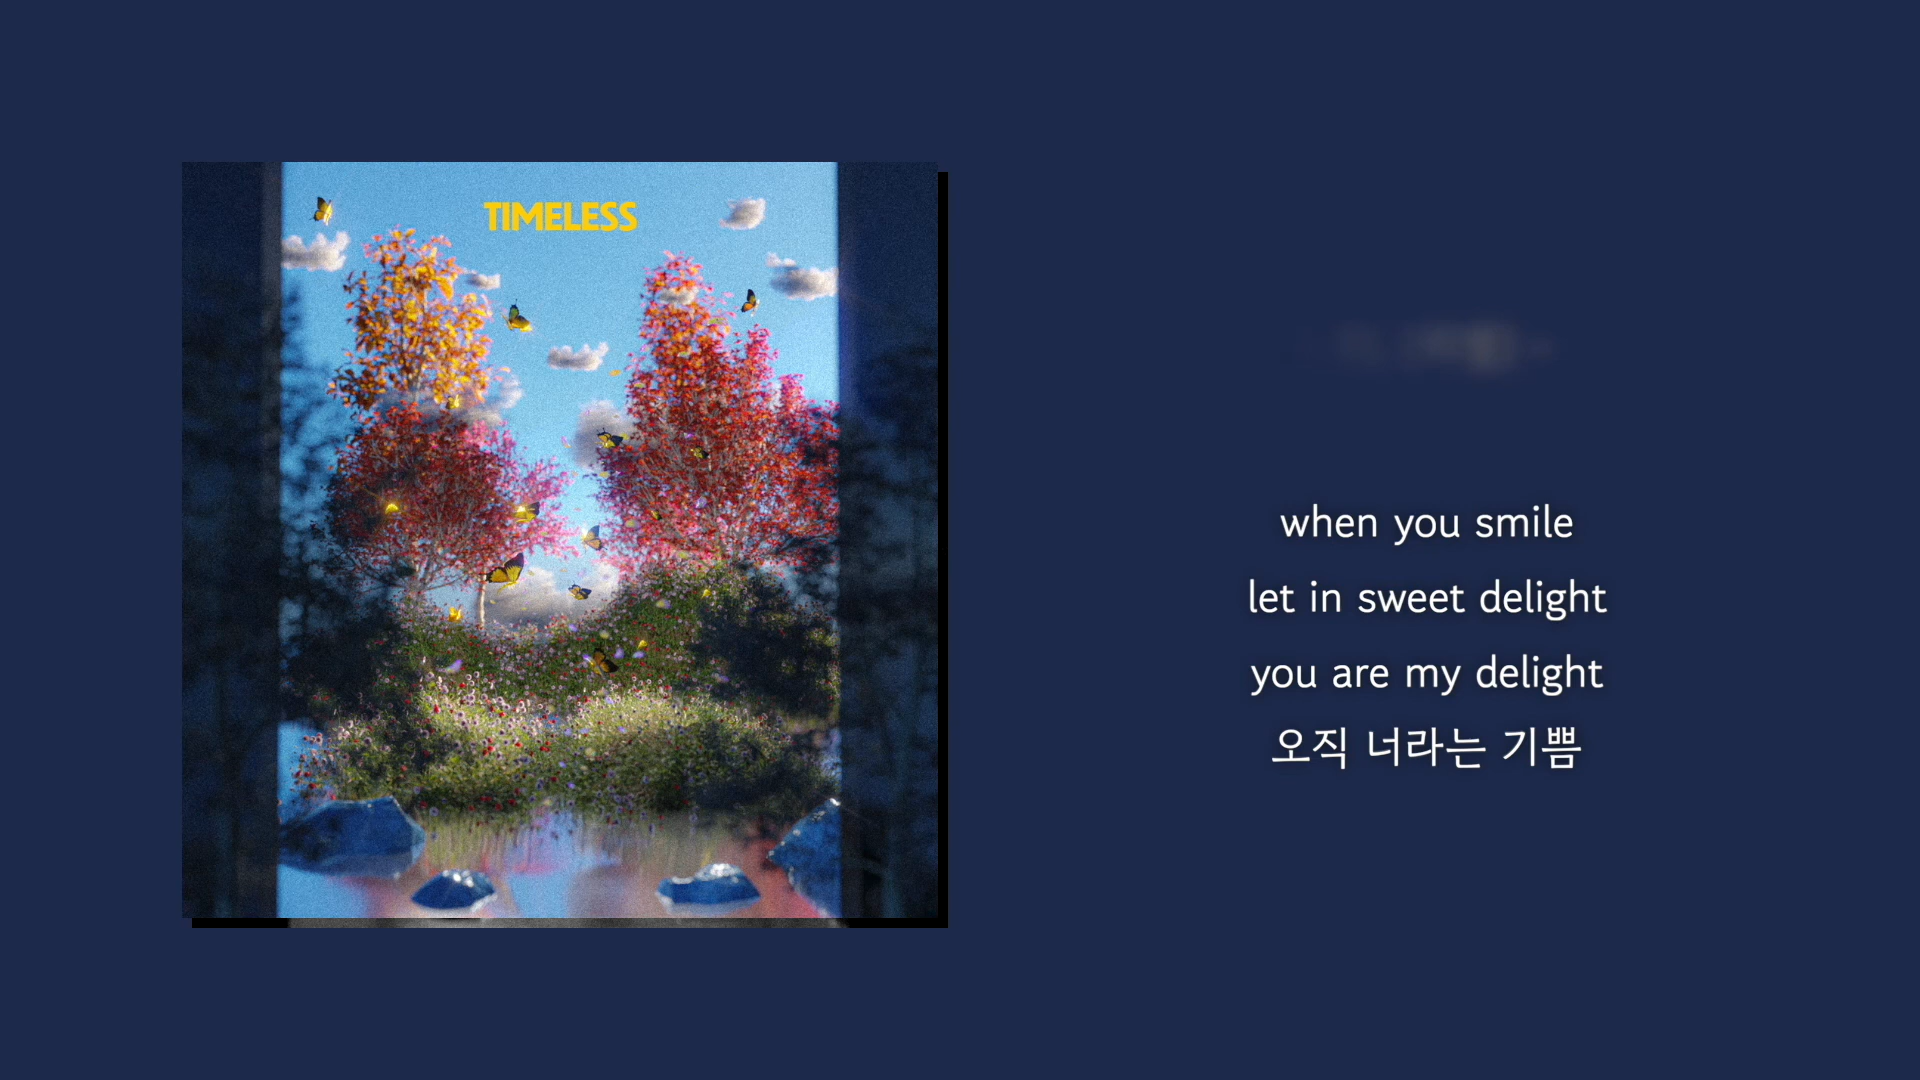 TIMELESS
when you smile
let in sweet delight
you are my delight
오직 너라는 기쁨